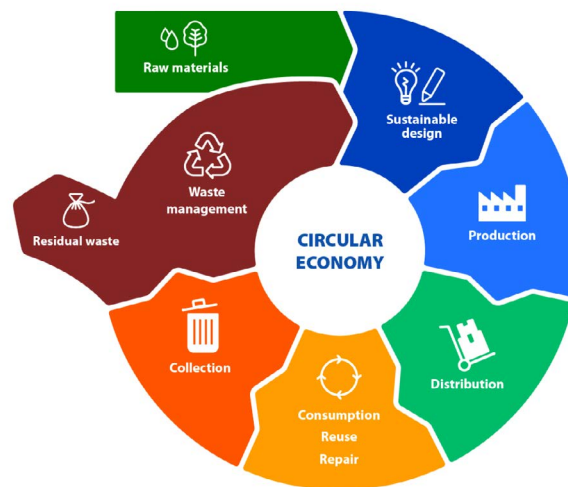 Raw materials
Sustainable
design
Production
Distribution
Consumption
Reuse
Repair
Collection
Waste
management
Residual waste
CIRCULAR
ECONOMY